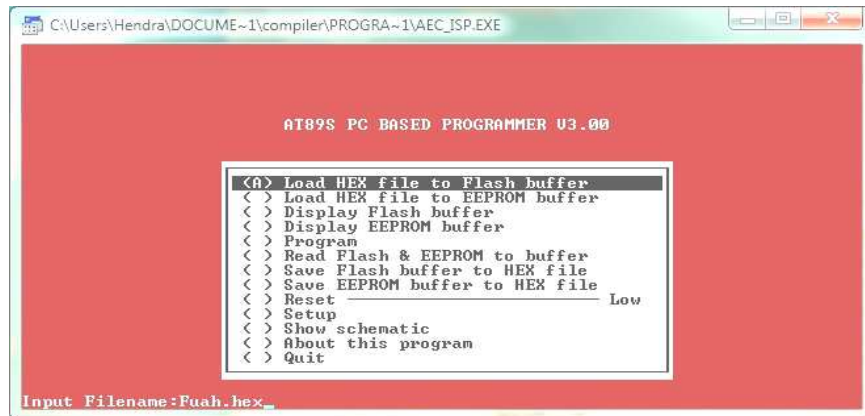 C:\Users\Hendra\DOCUME~1\compiler\PROGRA~1\AEC_ISP.EXE
AT89S PC BASED PROGRAMMER V3.00
(A) Load HEX file to Flash buffer
( ) Load HEX file to EEPROM buffer
( ) Display Flash buffer
( ) Display EEPROM buffer
( ) Program
( ) Read Flash & EEPROM to buffer
( ) Save Flash buffer to HEX file
( ) Save EEPROM buffer to HEX file
( ) Reset Low
( ) Setup
( ) Show schematic
( ) About this program
( ) Quit
Input Filename:Fuah.hex_